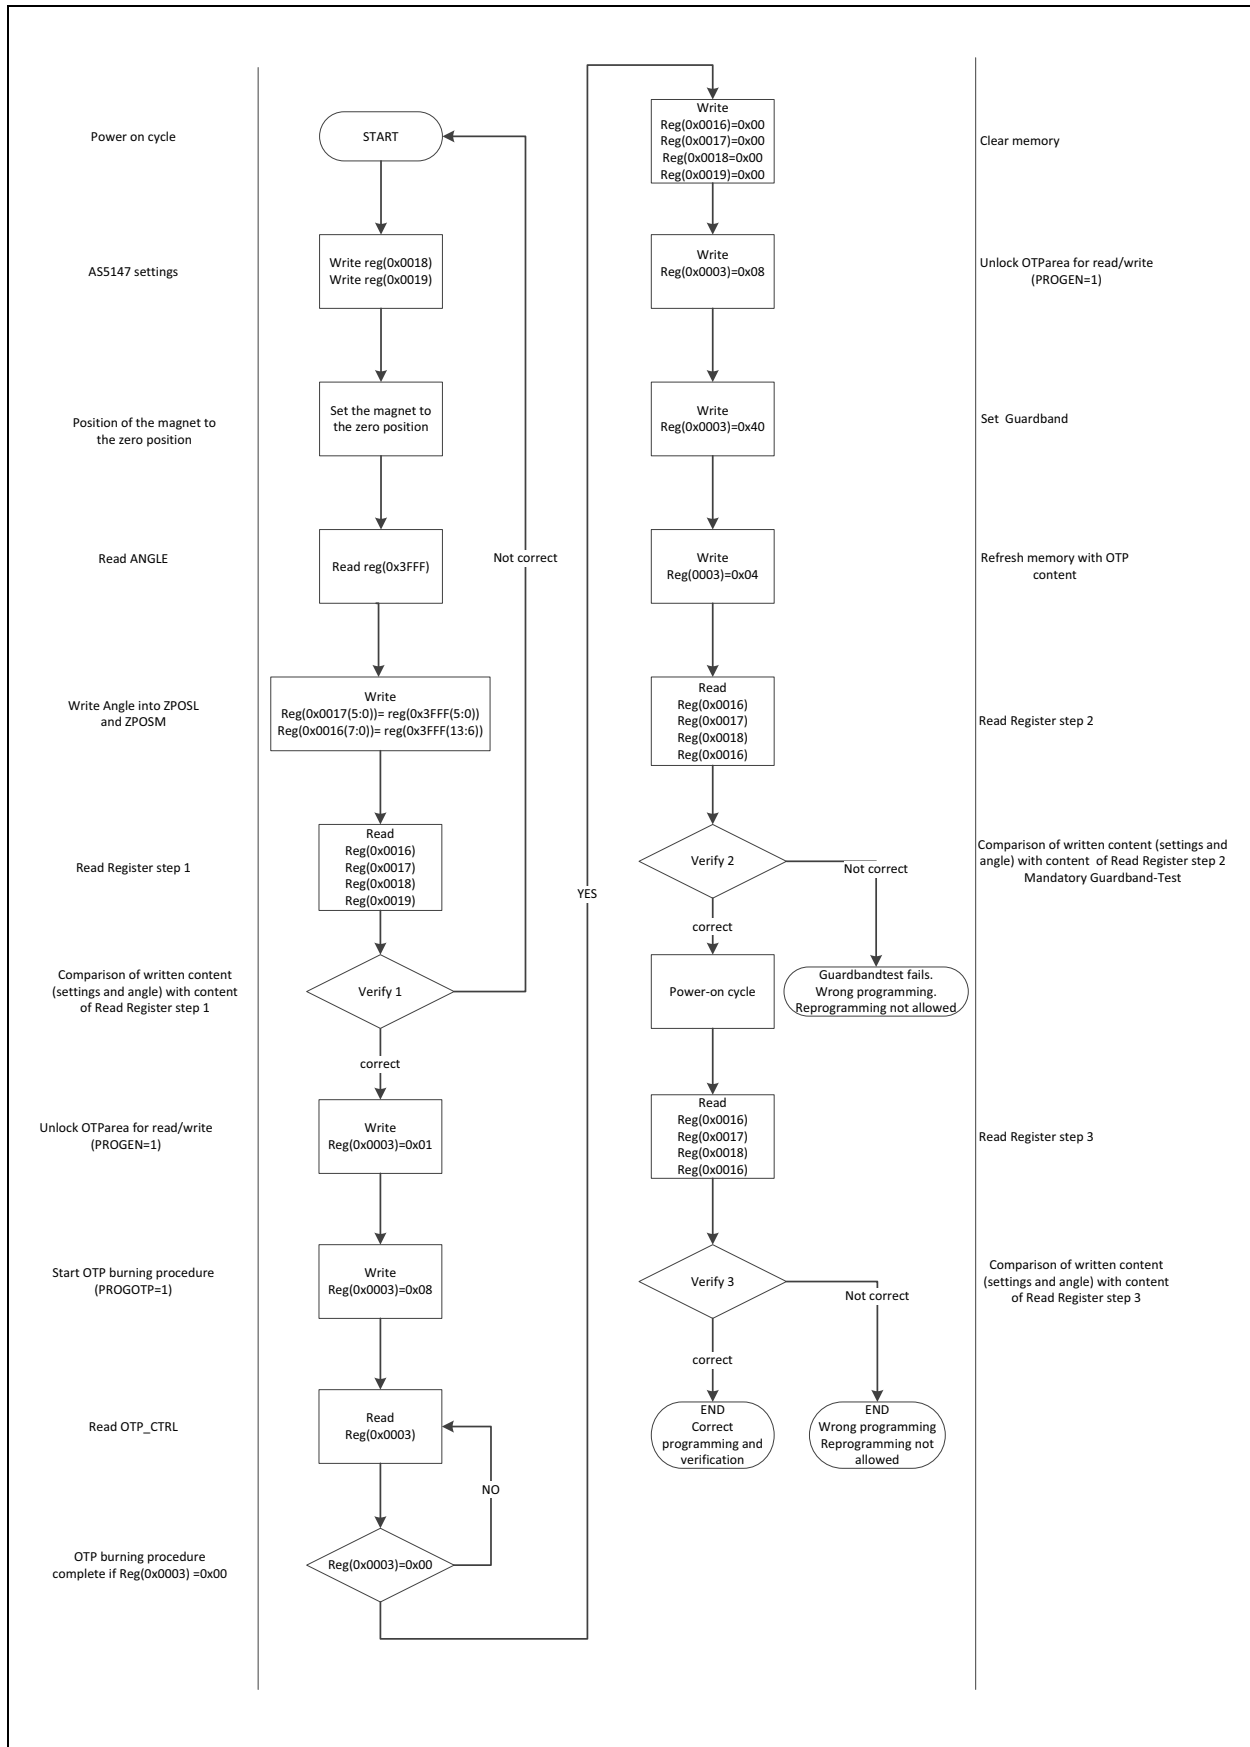 Power on cycle
START
AS5147 settings
Write reg(0x0018)
Write reg(0x0019)
Position of the magnet to
the zero position
Set the magnet to
the zero position
Read ANGLE
Read reg(0x3FFF)
Not correct
Write Angle into ZPOSL
and ZPOSM
Write
Reg(0x0017(5:0))= reg(0x3FFF(5:0))
Reg(0x0016(7:0))= reg(0x3FFF(13:6))
Read Register step 1
Read
Reg(0x0016)
Reg(0x0017)
Reg(0x0018)
Reg(0x0019)
Comparison of written content
(settings and angle) with content
of Read Register step 1
Verify 1
correct
Unlock OTParea for read/write
(PROGEN=1)
Write
Reg(0x0003)=0x01
Start OTP burning procedure
(PROGOTP=1)
Write
Reg(0x0003)=0x08
Read OTP_CTRL
Read
Reg(0x0003)
NO
OTP burning procedure
complete if Reg(0x0003) =0x00
Reg(0x0003)=0x00
YES
Write
Reg(0x0016)=0x00
Reg(0x0017)=0x00
Reg(0x0018=0x00
Reg(0x0019)=0x00
Clear memory
Write
Reg(0x0003)=0x08
Unlock OTParea for read/write
(PROGEN=1)
Write
Reg(0x0003)=0x40
Set  Guardband
Write
Reg(0003)=0x04
Refresh memory with OTP
content
Read
Reg(0x0016)
Reg(0x0017)
Reg(0x0018)
Reg(0x0016)
Read Register step 2
Verify 2
Not correct
Comparison of written content (settings and
angle) with content  of Read Register step 2
Mandatory Guardband-Test
correct
Power-on cycle
Guardbandtest fails.
Wrong programming.
Reprogramming not allowed
Read
Reg(0x0016)
Reg(0x0017)
Reg(0x0018)
Reg(0x0016)
Read Register step 3
Verify 3
Not correct
Comparison of written content
(settings and angle) with content
of Read Register step 3
correct
END
Correct
programming and
verification
END
Wrong programming
Reprogramming not
allowed